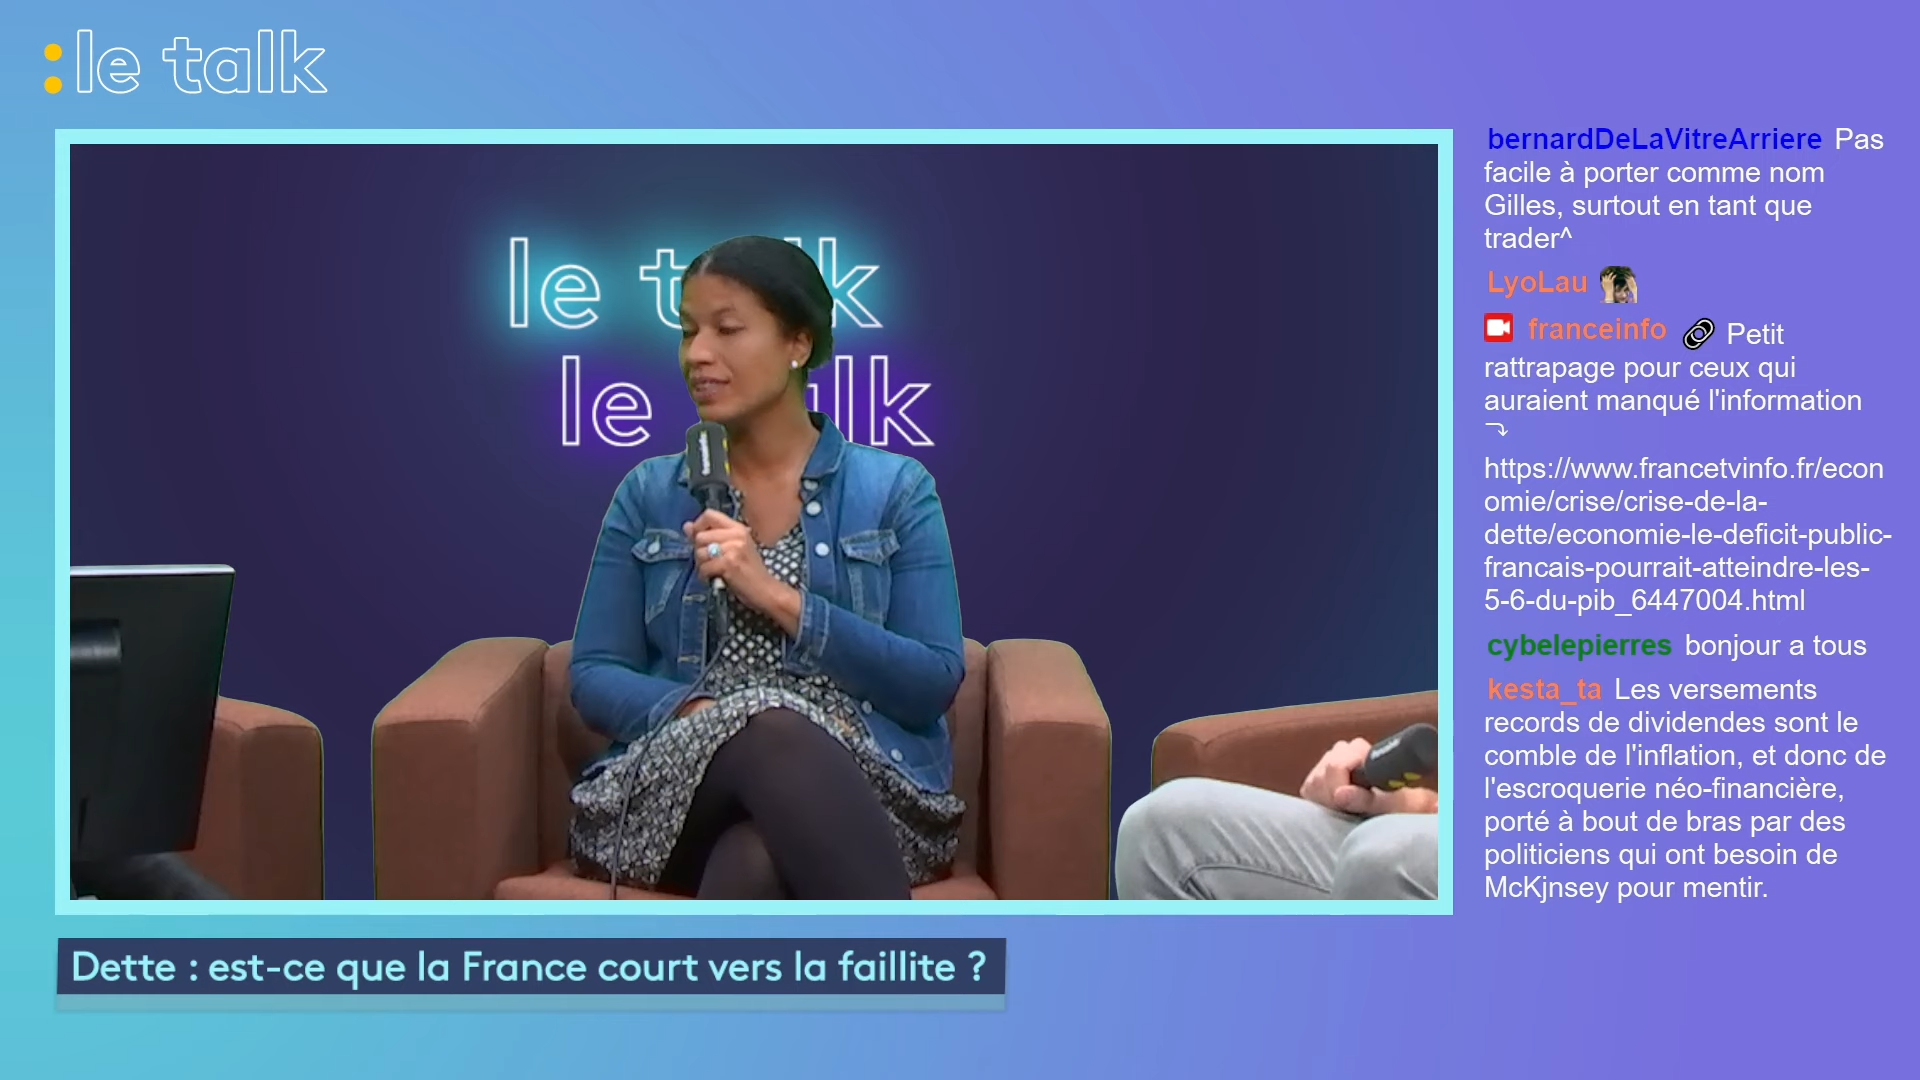 :le talk
le talk
le talk
bernardDeLaVitreArriere Pas
facile à porter comme nom
Gilles, surtout en tant que
trader^
LyoLau
franceinfo Petit
rattrapage pour ceux qui
auraient manqué l'information
⤵
https://www.francetvinfo.fr/econ
omie/crise/crise-de-la-
dette/economie-le-deficit-public-
francais-pourrait-atteindre-les-
5-6-du-pib_6447004.html
cybelepierres bonjour a tous
kesta_ta Les versements
records de dividendes sont le
comble de l'inflation, et donc de
l'escroquerie néo-financière,
porté à bout de bras par des
politiciens qui ont besoin de
McKjnsey pour mentir.
Dette : est-ce que la France court vers la faillite ?